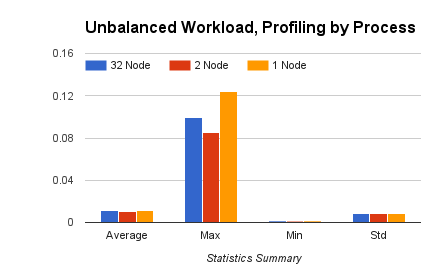 Unbalanced Workload, Profiling by Process
0.16
32 Node 2 Node 1 Node
0.12
0.08
0.04
0
Average Max Min Std
Statistics Summary